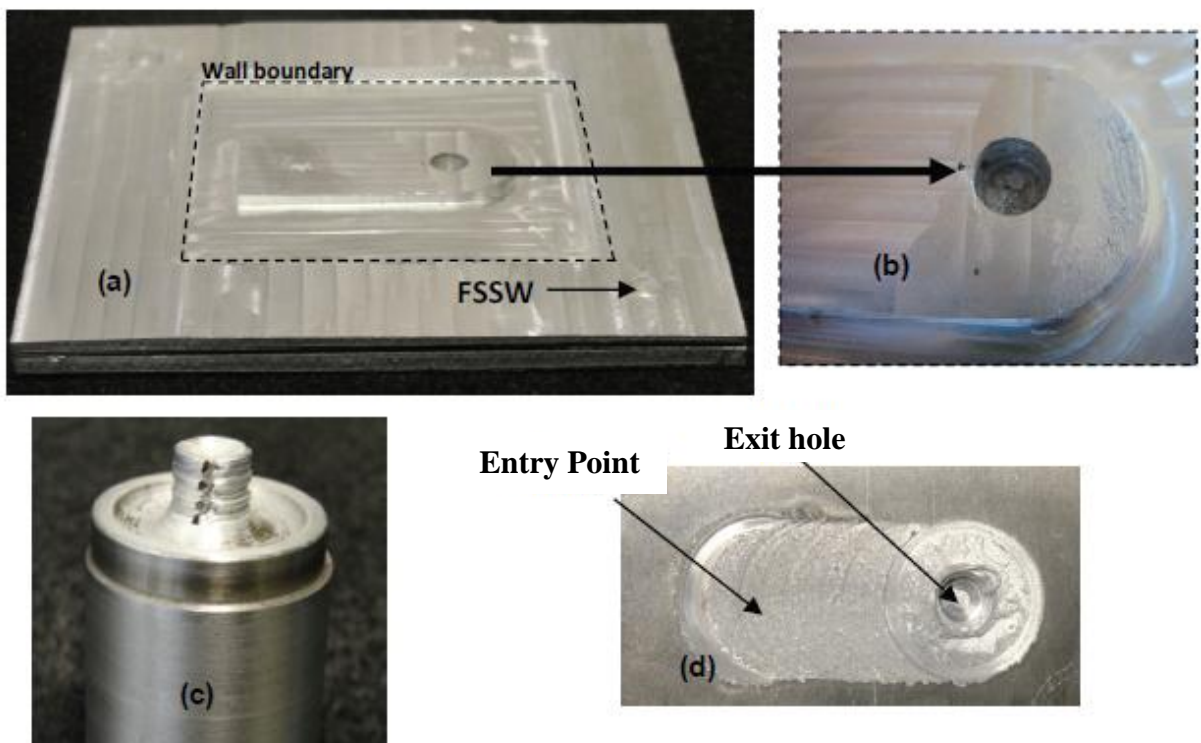 Wall boundary
(a)
FSSW
(b)
Entry Point
Exit hole
(c)
(d)